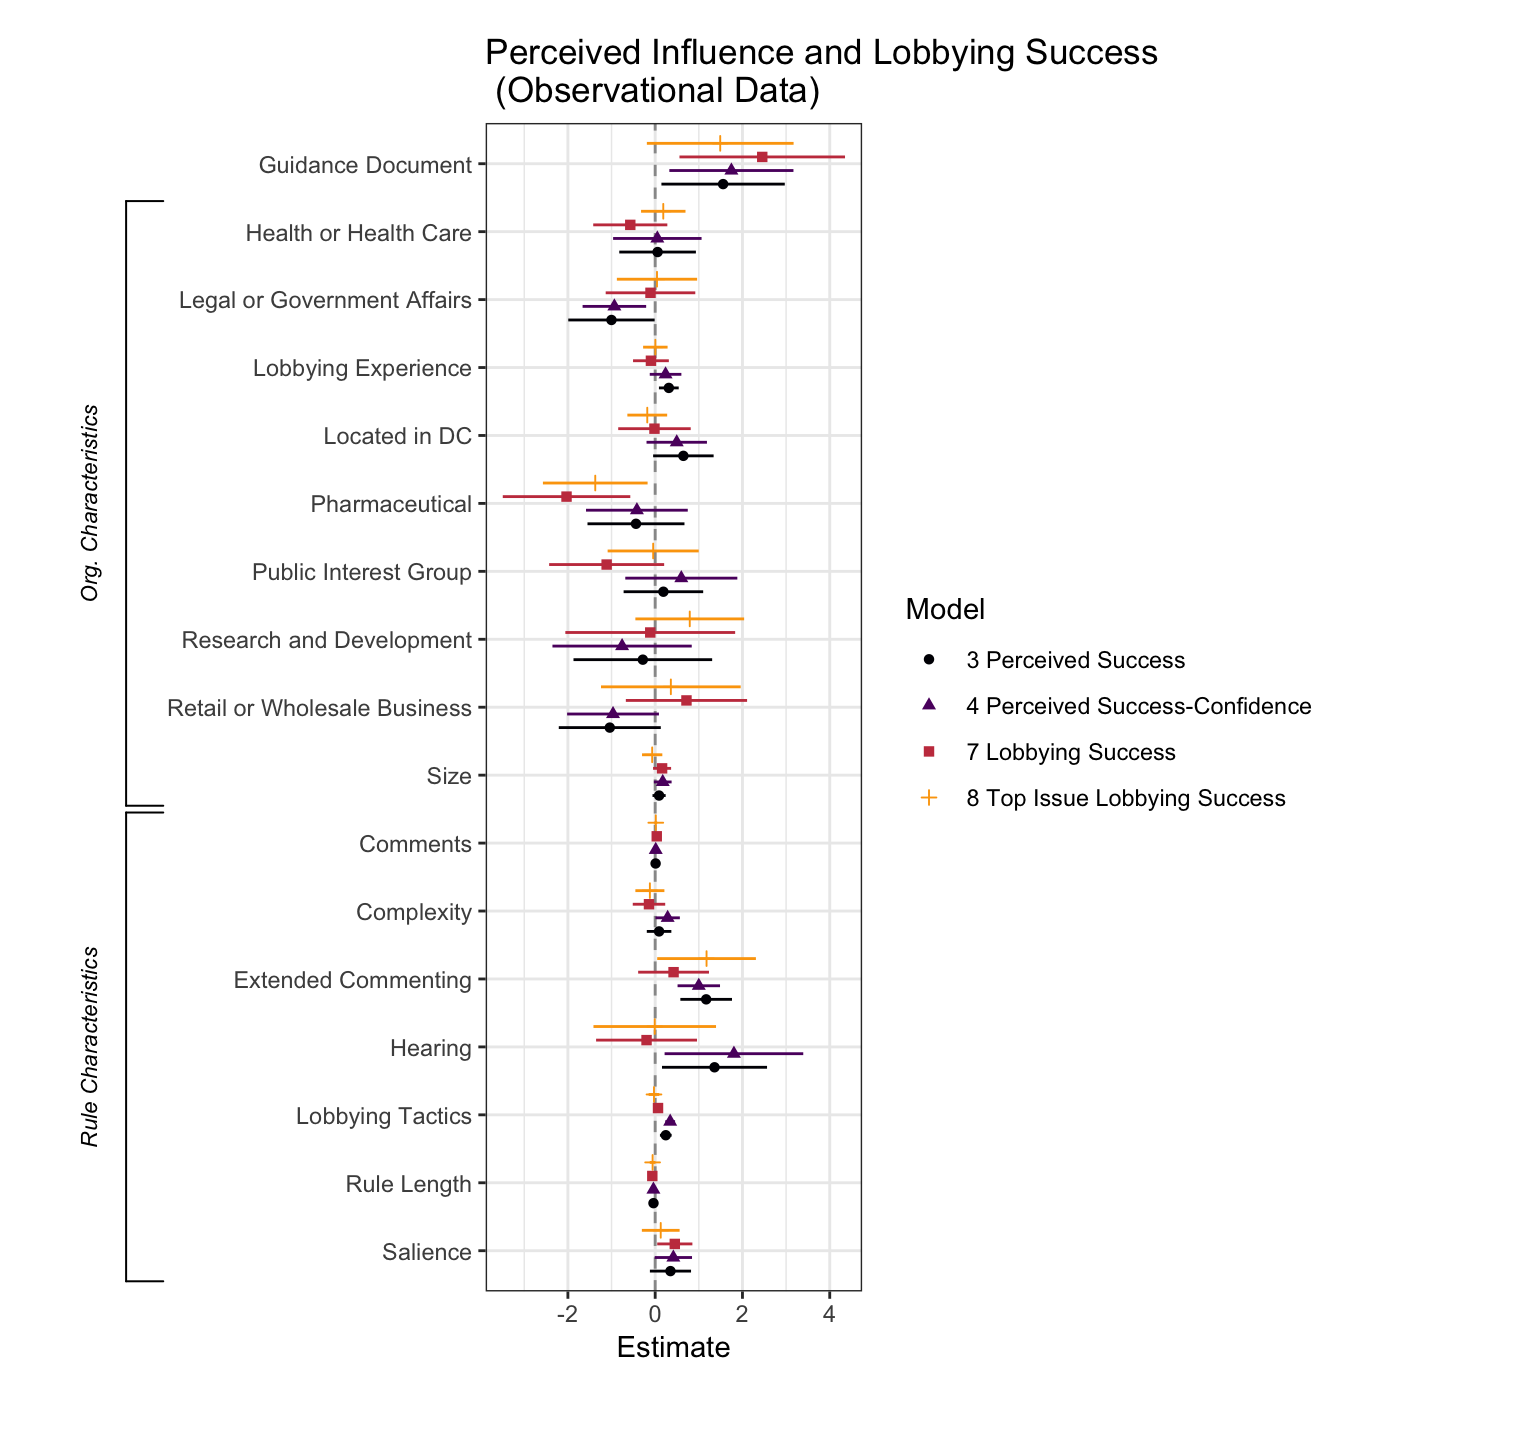 Perceived Influence and Lobbying Success
(Observational Data)
Guidance Document
Health or Health Care
Legal or Government Affairs
Lobbying Experience
Located in DC
Pharmaceutical
Public Interest Group
Research and Development
Retail or Wholesale Business
Size
Comments
Complexity
Extended Commenting
Hearing
Lobbying Tactics
Rule Length
Salience
Org. Characteristics
Rule Characteristics
-2 0 2 4
Estimate
Model
3 Perceived Success
4 Perceived Success-Confidence
7 Lobbying Success
8 Top Issue Lobbying Success